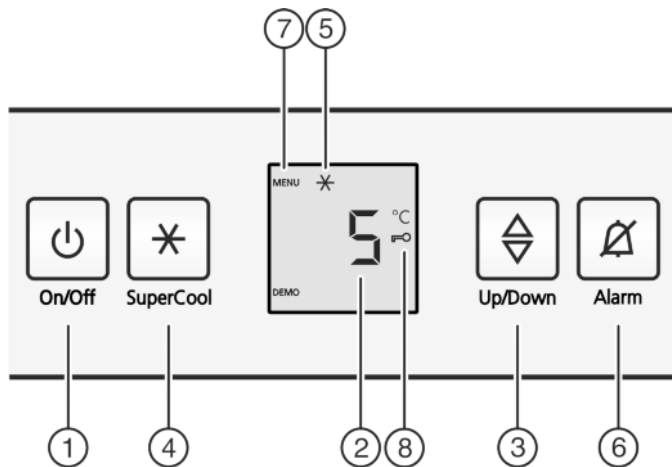 7 5
MENU
5 °C
DEMO
On/Off SuperCool Up/Down Alarm
1 4 2 8 3 6